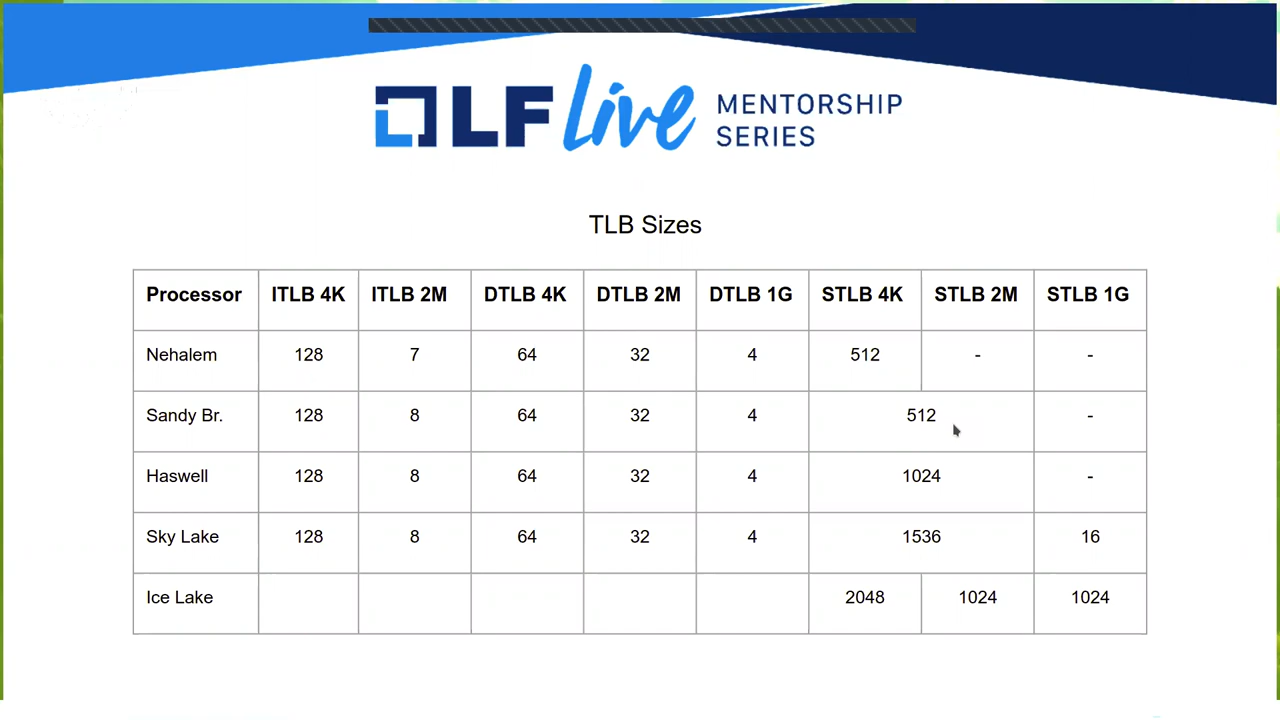 LF Live MENTORSHIP SERIES
TLB Sizes
Processor ITLB 4K ITLB 2M DTLB 4K DTLB 2M DTLB 1G STLB 4K STLB 2M STLB 1G
Nehalem 128 7 64 32 4 512 - -
Sandy Br. 128 8 64 32 4 512 -
Haswell 128 8 64 32 4 1024 -
Sky Lake 128 8 64 32 4 1536 16
Ice Lake 2048 1024 1024